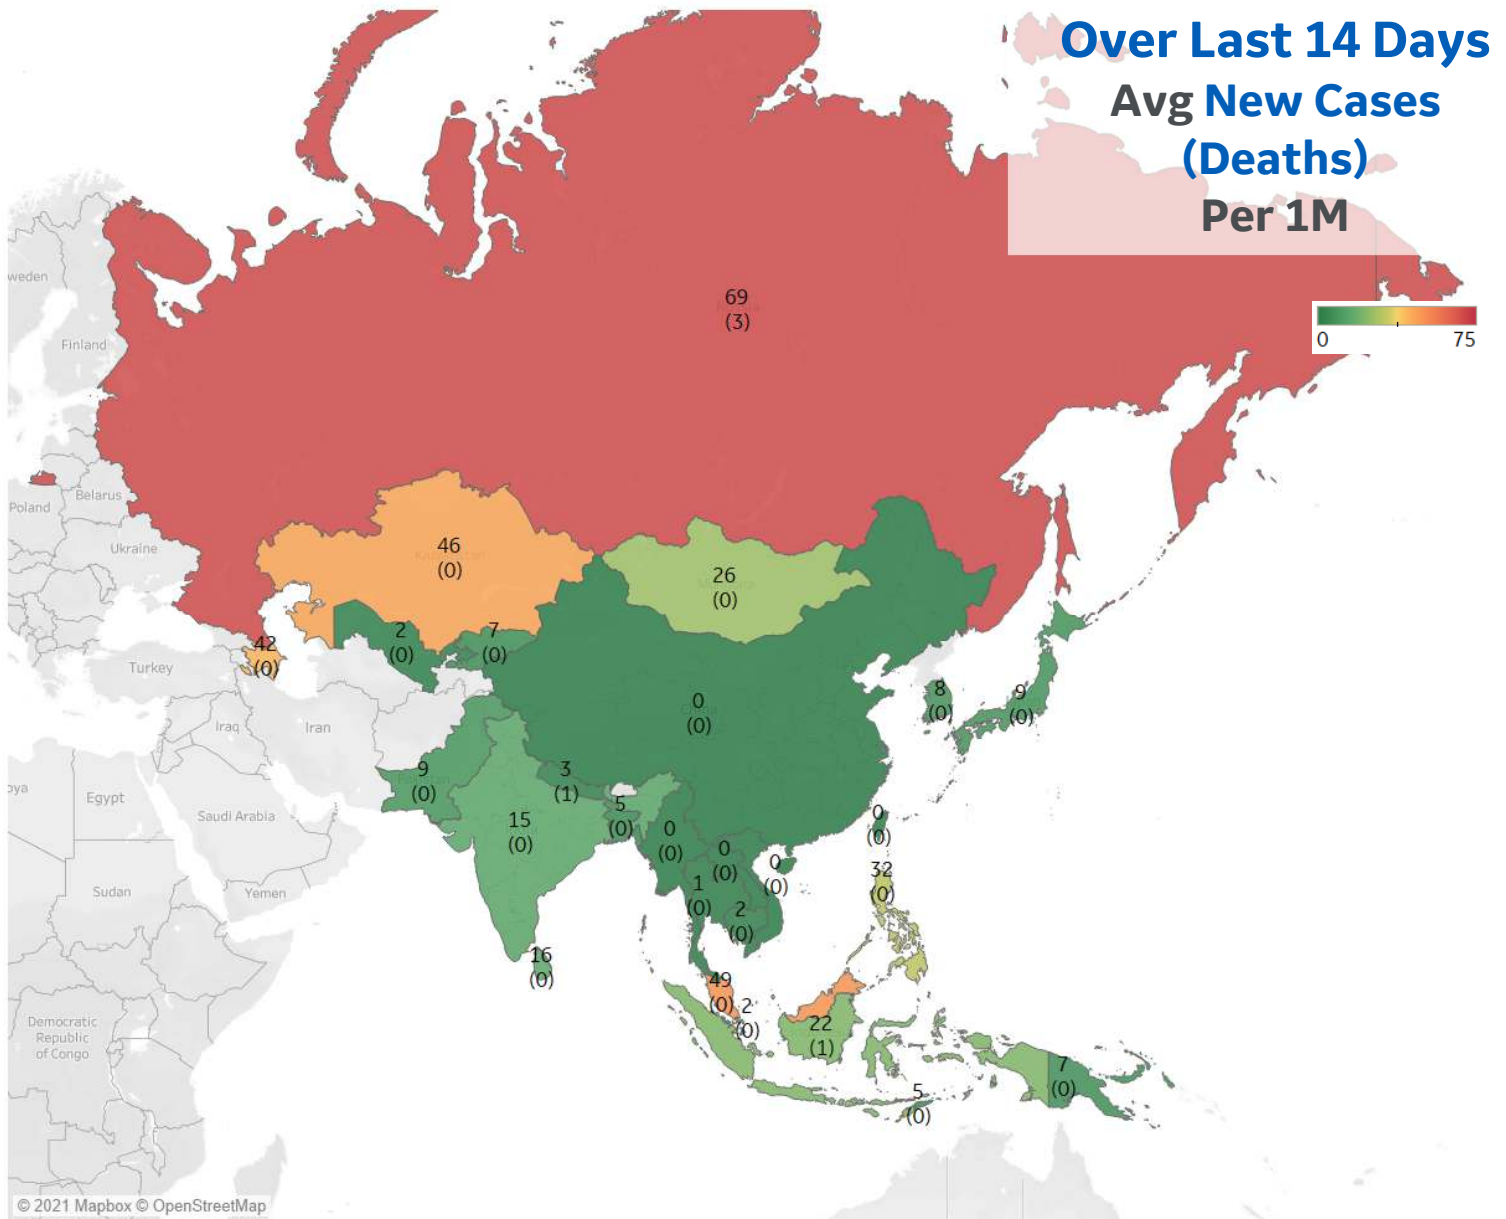 Over Last 14 Days
Avg New Cases
(Deaths)
Per 1M
0 75
69
(3)
weden
Finland
Belarus
Poland
Ukraine
46
(0)
26
(0)
2
(0)
7
(0)
42
(0)
Turkey
0
(0)
8
(0)
9
(0)
Iraq
Iran
9
(0)
3
(1)
oya
Egypt
Saudi Arabia
5
(0)
15
(0)
0
(0)
0
(0)
0
(0)
0
(0)
32
(0)
1
(0)
2
(0)
Sudan
Yemen
16
(0)
49
(0)
2
(0)
22
(1)
Democratic
Republic
of Congo
7
(0)
5
(0)
© 2021 Mapbox © OpenStreetMap